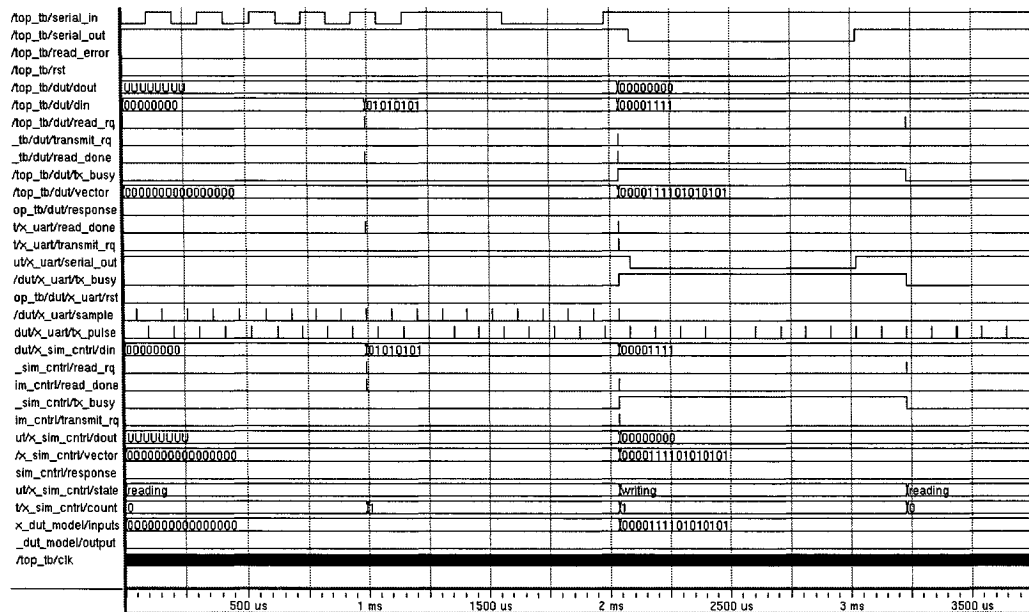 /top_tb/serial_in
/top_tb/serial_out
/top_tb/read_error
/top_tb/rst
/top_tb/dut/dout UUUUUUUU 00000000
/top_tb/dut/din 00000000 01010101 00001111
/top_tb/dut/read_rq
_tb/dut/transmit_rq
_tb/dut/read_done
/top_tb/dut/tx_busy
/top_tb/dut/vector 0000000000000000 0000111101010101
op_tb/dut/response
t/x_uart/read_done
t/x_uart/transmit_rq
ut/x_uart/serial_out
/dut/x_uart/tx_busy
op_tb/dut/x_uart/rst
/dut/x_uart/sample
dut/x_uart/tx_pulse
dut/x_sim_cntrl/din 00000000 01010101 00001111
_sim_cntrl/read_rq
im_cntrl/read_done
_sim_cntrl/tx_busy
im_cntrl/transmit_rq
ut/x_sim_cntrl/dout UUUUUUUU 00000000
/x_sim_cntrl/vector 0000000000000000 0000111101010101
sim_cntrl/response
ut/x_sim_cntrl/state reading writing reading
t/x_sim_cntrl/count 0 1 1 0
x_dut_model/inputs 0000000000000000 0000111101010101
_dut_model/output
/top_tb/clk
500 us 1 ms 1500 us 2 ms 2500 us 3 ms 3500 us